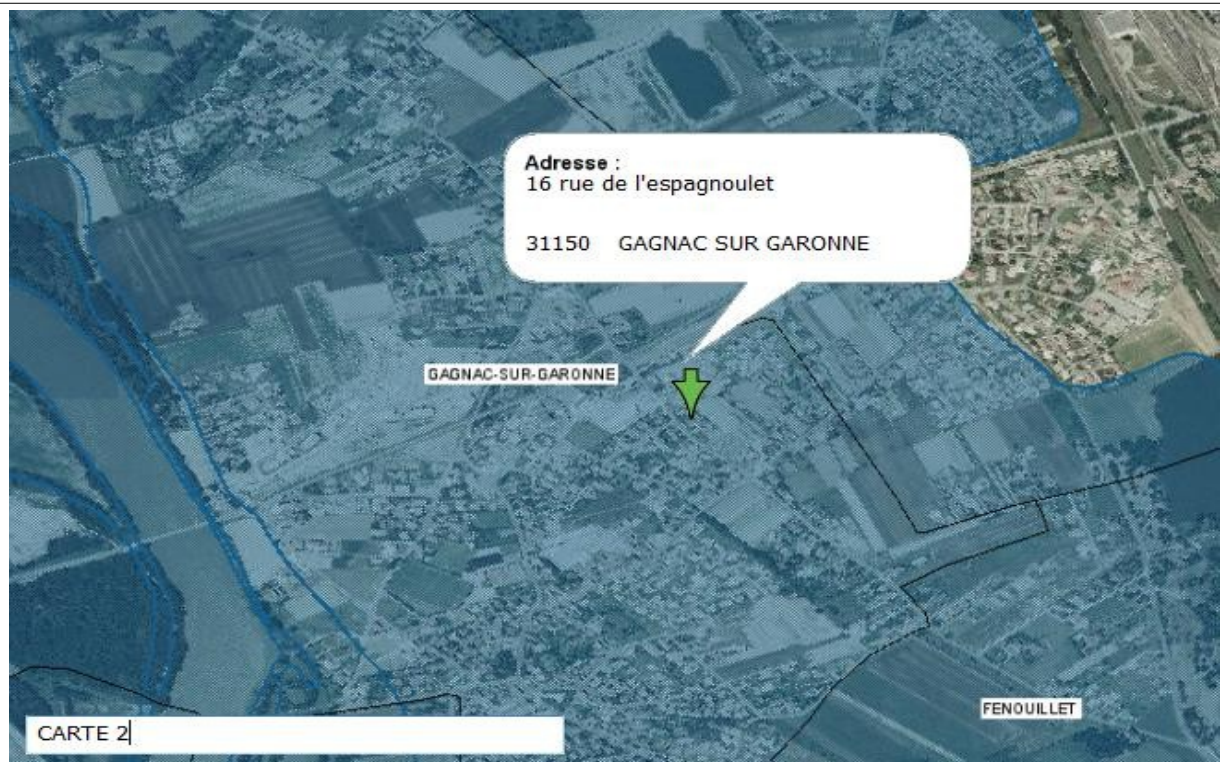 Adresse :
16 rue de l'espagnoulet
31150 GAGNAC SUR GARONNE
GAGNAC-SUR-GARONNE
FENOUILLET
CARTE 2